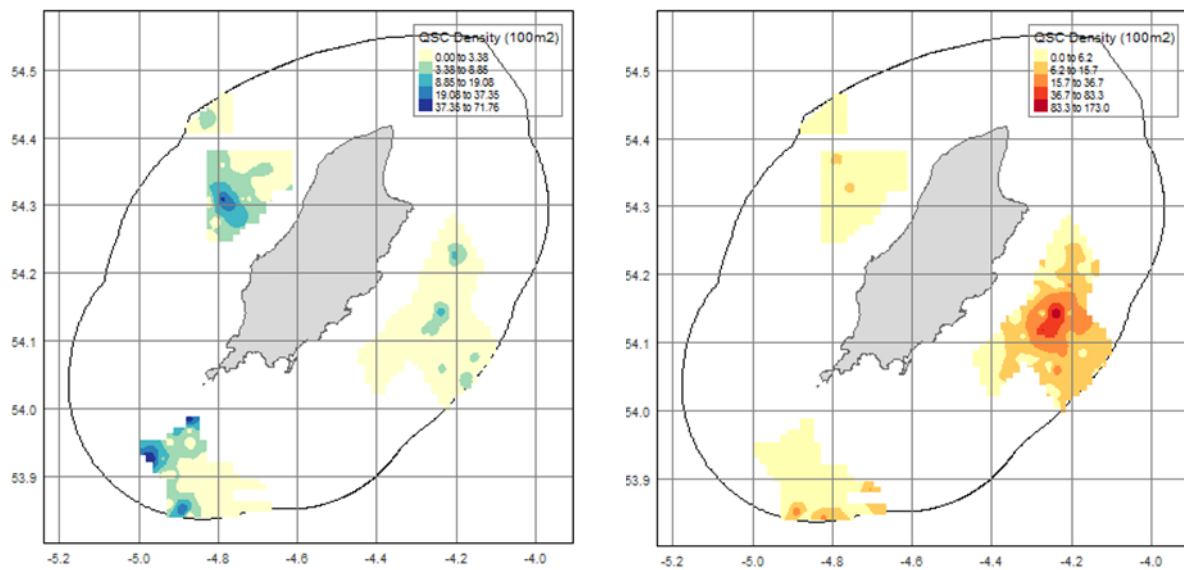 QSC Density (100m2)
0.00 to 3.38
3.38 to 8.85
8.85 to 19.08
19.08 to 37.35
37.35 to 71.76
54.5
54.4
54.3
54.2
54.1
54.0
53.9
-5.2 -5.0 -4.8 -4.6 -4.4 -4.2 -4.0
QSC Density (100m2)
0.0 to 6.2
6.2 to 15.7
15.7 to 36.7
36.7 to 83.3
83.3 to 173.0
54.5
54.4
54.3
54.2
54.1
54.0
53.9
-5.2 -5.0 -4.8 -4.6 -4.4 -4.2 -4.0